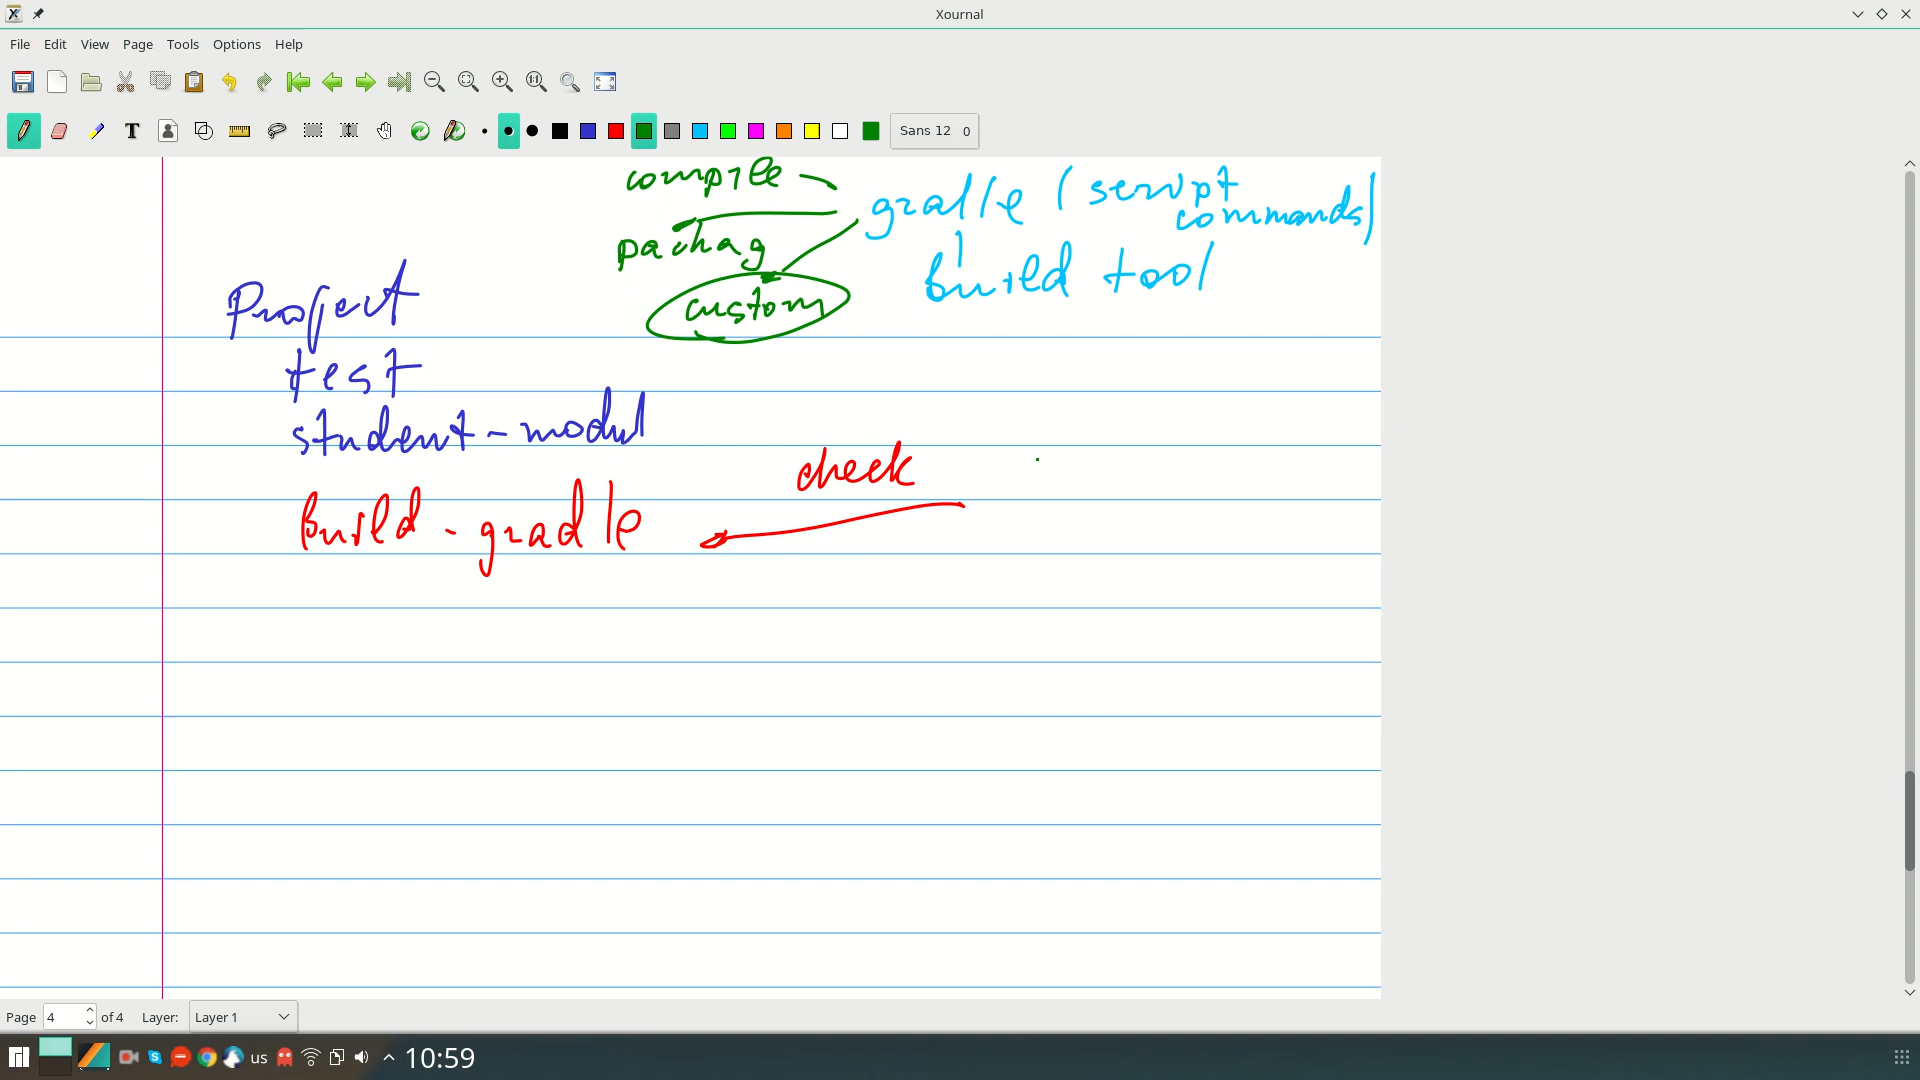 Xournal
File Edit View Page Tools Options Help
Sans 12 0
compile
gradle (script
commands)
packag
build tool
custom
Project
test
student-modul
check
build-gradle
Page 4 of 4 Layer: Layer 1
us 10:59